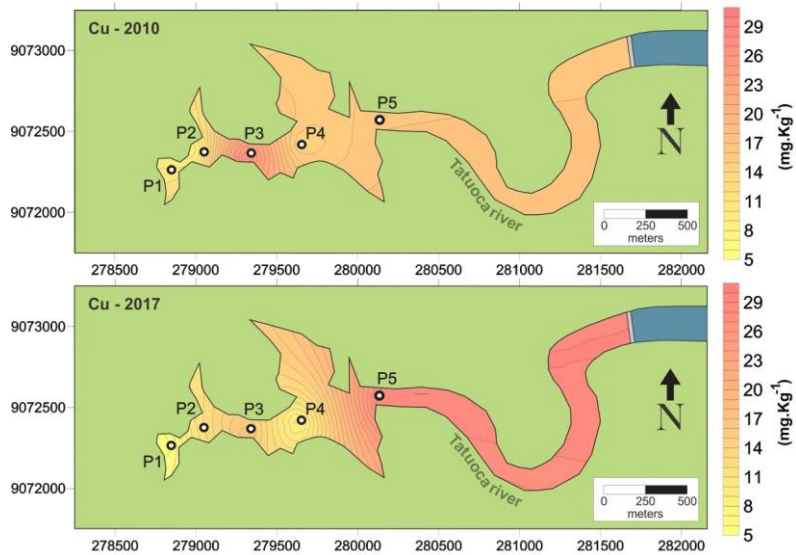 Cu - 2010
9073000
9072500
9072000
P1
P2
P3
P4
P5
Tatuoca river
N
0 250 500
meters
278500 279000 279500 280000 280500 281000 281500 282000
29
26
23
20
17
14
11
8
5
(mg.Kg⁻¹)
Cu - 2017
9073000
9072500
9072000
P1
P2
P3
P4
P5
Tatuoca river
N
0 250 500
meters
278500 279000 279500 280000 280500 281000 281500 282000
29
26
23
20
17
14
11
8
5
(mg.Kg⁻¹)